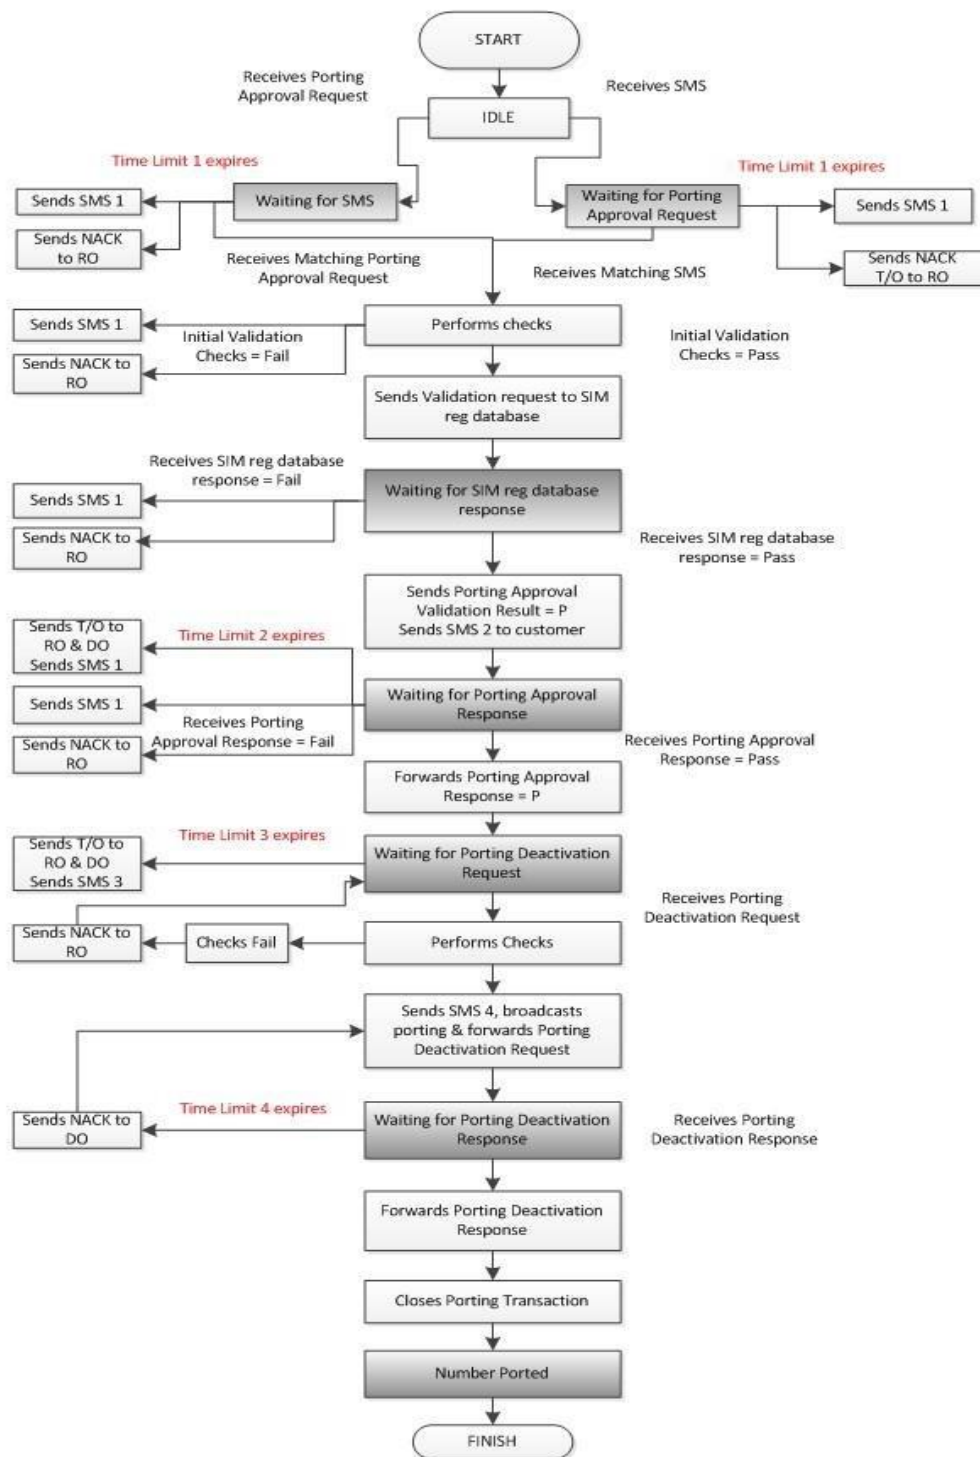 START
Receives Porting
Approval Request
Receives SMS
IDLE
Time Limit 1 expires
Time Limit 1 expires
Sends SMS 1
Waiting for SMS
Waiting for Porting
Approval Request
Sends SMS 1
Sends NACK
to RO
Receives Matching Porting
Approval Request
Receives Matching SMS
Sends NACK
T/O to RO
Sends SMS 1
Initial Validation
Checks = Fail
Performs checks
Initial Validation
Checks = Pass
Sends NACK to
RO
Sends Validation request to SIM
reg database
Receives SIM reg database
response = Fail
Sends SMS 1
Waiting for SIM reg database
response
Sends NACK to
RO
Receives SIM reg database
response = Pass
Sends Porting Approval
Validation Result = P
Sends SMS 2 to customer
Sends T/O to
RO & DO
Sends SMS 1
Time Limit 2 expires
Sends SMS 1
Waiting for Porting Approval
Response
Receives Porting
Approval Response = Fail
Receives Porting Approval
Response = Pass
Sends NACK to
RO
Forwards Porting Approval
Response = P
Sends T/O to
RO & DO
Sends SMS 3
Time Limit 3 expires
Waiting for Porting Deactivation
Request
Receives Porting
Deactivation Request
Sends NACK to
RO
Checks Fail
Performs Checks
Sends SMS 4, broadcasts
porting & forwards Porting
Deactivation Request
Sends NACK to
DO
Time Limit 4 expires
Waiting for Porting Deactivation
Response
Receives Porting
Deactivation Response
Forwards Porting Deactivation
Response
Closes Porting Transaction
Number Ported
FINISH